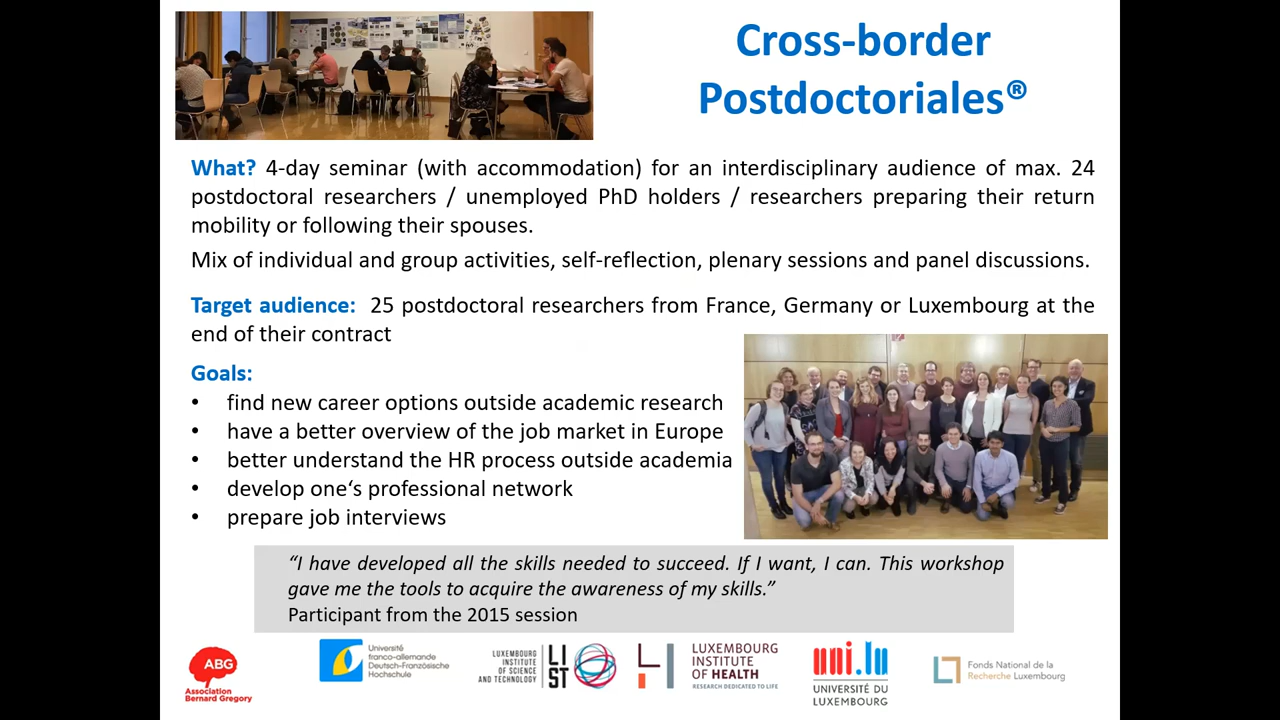 Cross-border
Postdoctoriales®
What? 4-day seminar (with accommodation) for an interdisciplinary audience of max. 24
postdoctoral researchers / unemployed PhD holders / researchers preparing their return
mobility or following their spouses.
Mix of individual and group activities, self-reflection, plenary sessions and panel discussions.
Target audience: 25 postdoctoral researchers from France, Germany or Luxembourg at the
end of their contract
Goals:
• find new career options outside academic research
• have a better overview of the job market in Europe
• better understand the HR process outside academia
• develop one‘s professional network
• prepare job interviews
“I have developed all the skills needed to succeed. If I want, I can. This workshop
gave me the tools to acquire the awareness of my skills.”
Participant from the 2015 session
ABG
Association
Bernard Gregory
Université
franco-allemande
Deutsch-Französische
Hochschule
LUXEMBOURG
INSTITUTE
OF SCIENCE
AND TECHNOLOGY
LI
ST
LUXEMBOURG
INSTITUTE
OF HEALTH
RESEARCH DEDICATED TO LIFE
uni.lu
UNIVERSITÉ DU
LUXEMBOURG
Fonds National de la
Recherche Luxembourg